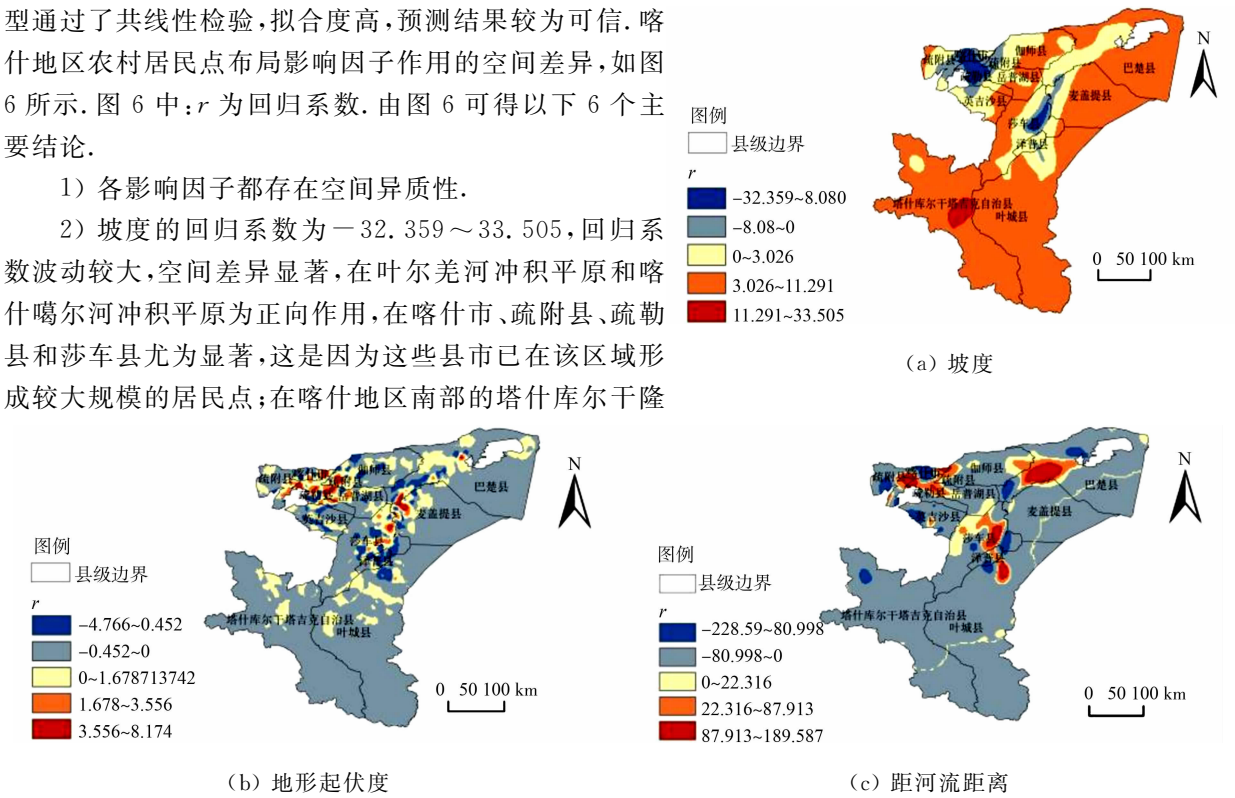 型通过了共线性检验,拟合度高,预测结果较为可信.喀
什地区农村居民点布局影响因子作用的空间差异,如图
6 所示.图 6 中:r 为回归系数.由图 6 可得以下 6 个主
要结论.
1) 各影响因子都存在空间异质性.
2) 坡度的回归系数为-32.359～33.505,回归系
数波动较大,空间差异显著,在叶尔羌河冲积平原和喀
什噶尔河冲积平原为正向作用,在喀什市、疏附县、疏勒
县和莎车县尤为显著,这是因为这些县市已在该区域形
成较大规模的居民点;在喀什地区南部的塔什库尔干隆
图例
县级边界
r
-32.359~8.080
-8.08~0
0~3.026
3.026~11.291
11.291~33.505
疏附县
伽师县
疏附县
岳普湖县
英吉沙县
巴楚县
麦盖提县
莎车县
泽普县
塔什库尔干塔吉克自治县
叶城县
N
0 50 100 km
(a) 坡度
图例
县级边界
r
-4.766~0.452
-0.452~0
0~1.678713742
1.678~3.556
3.556~8.174
疏附县
伽师县
疏附县
疏勒县
岳普湖县
英吉沙县
巴楚县
麦盖提县
莎车县
泽普县
塔什库尔干塔吉克自治县
叶城县
N
0 50 100 km
(b) 地形起伏度
图例
县级边界
r
-228.59~80.998
-80.998~0
0~22.316
22.316~87.913
87.913~189.587
疏附县
伽师县
疏附县
疏勒县
岳普湖县
英吉沙县
巴楚县
麦盖提县
莎车县
泽普县
塔什库尔干塔吉克自治县
叶城县
N
0 50 100 km
(c) 距河流距离